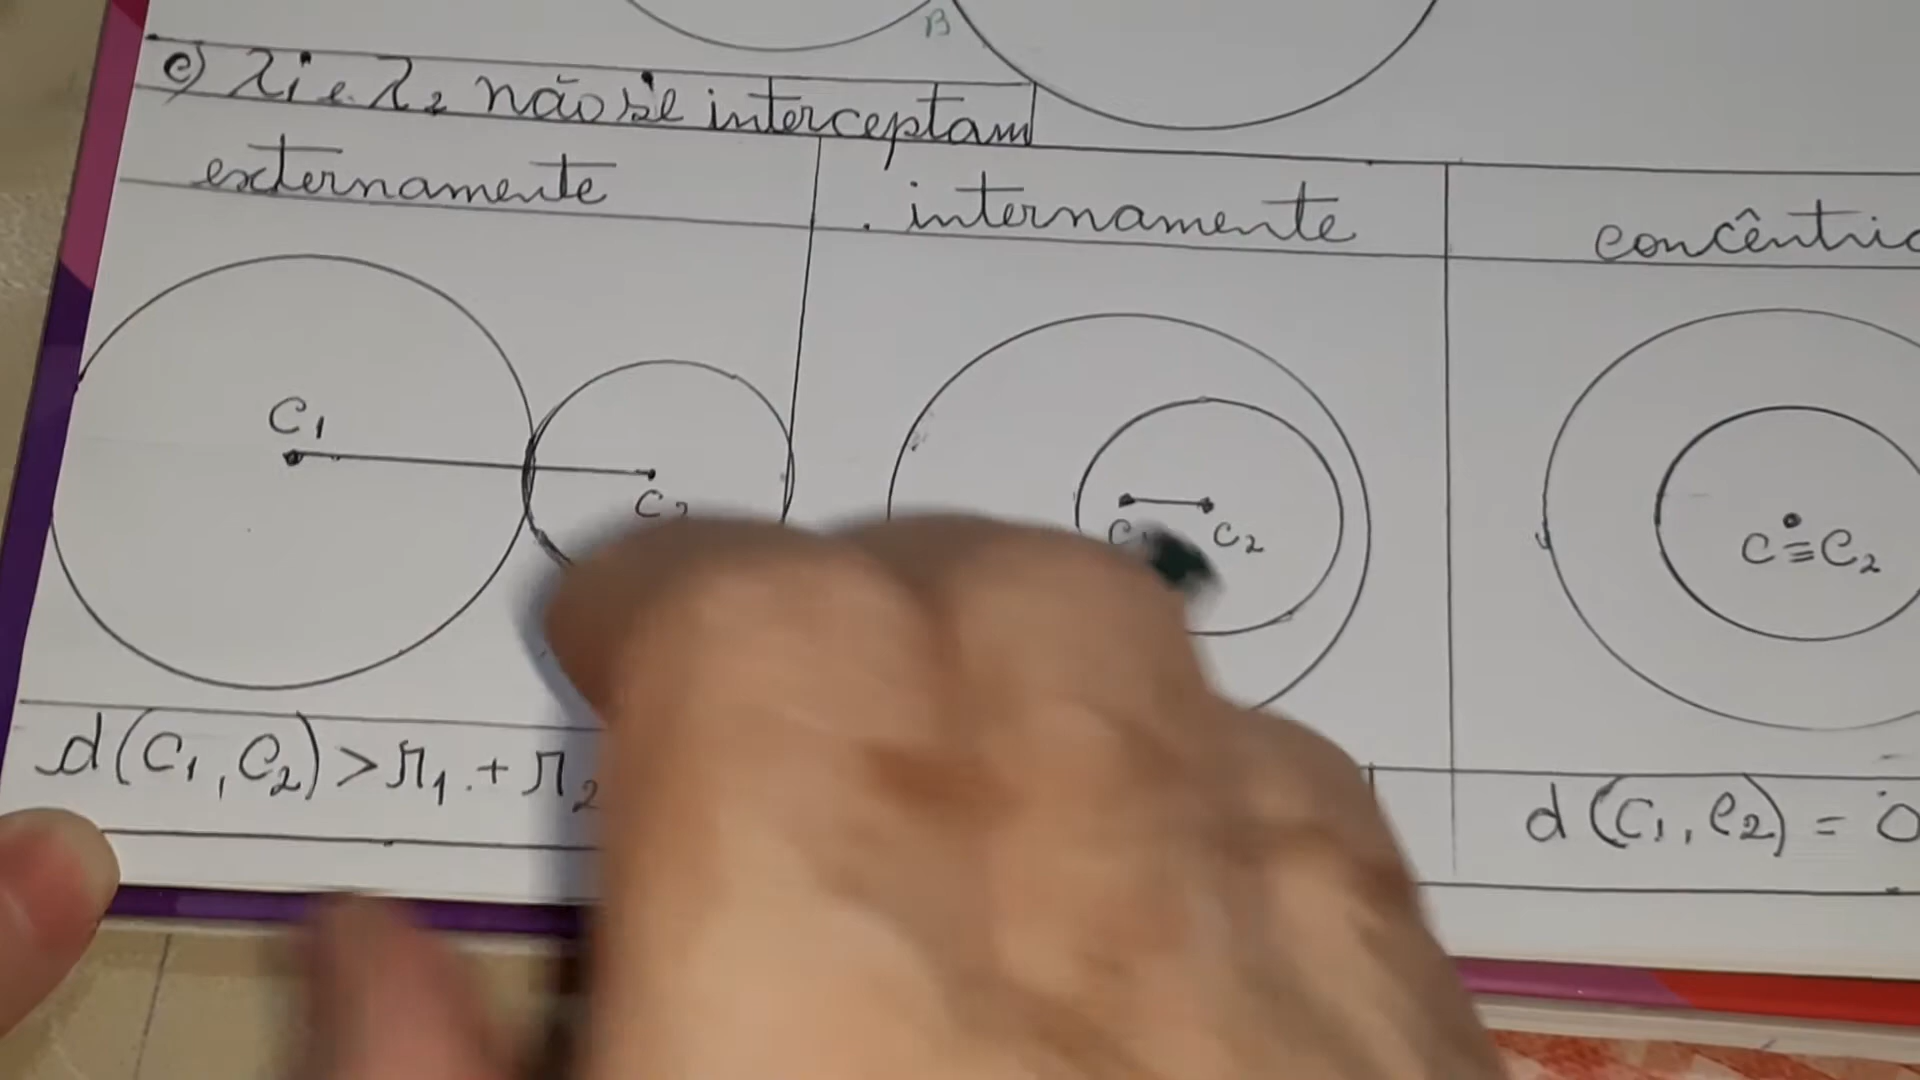 B
c) λ1 e λ2 não se interceptam
externamente
internamente
concêntric
C1
C2
C1
C2
C≡C2
d(C1,C2)>r1+r2
d(C1,C2)=0